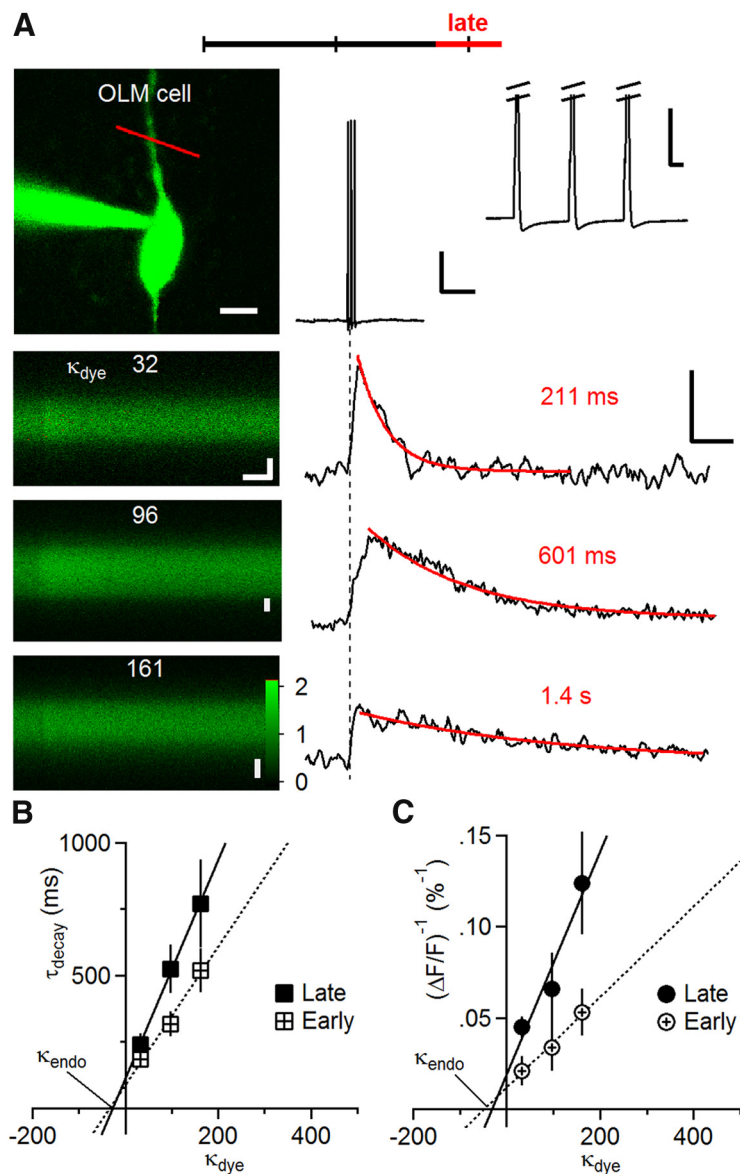 A
late
OLM cell
κdye 32
211 ms
96
601 ms
161
2
1
0
1.4 s
B
1000
500
τdecay (ms)
Late
Early
κendo
-200
200
400
κdye
C
.15
.10
.05
(ΔF/F)-1 (%-1)
Late
Early
κendo
-200
200
400
κdye